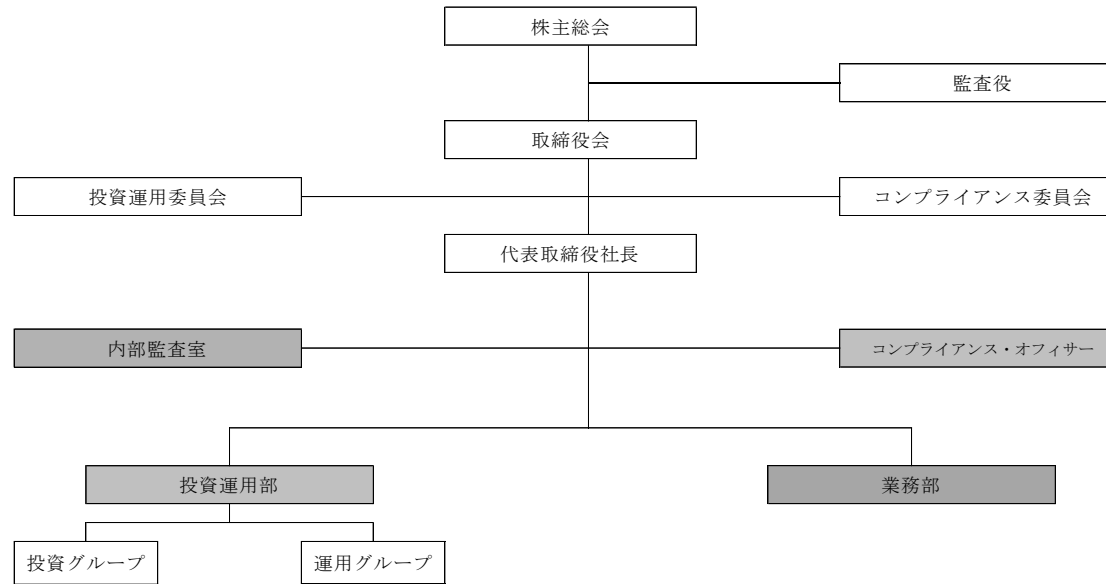 株主総会
監査役
取締役会
投資運用委員会
コンプライアンス委員会
代表取締役社長
内部監査室
コンプライアンス・オフィサー
投資運用部
業務部
投資グループ
運用グループ